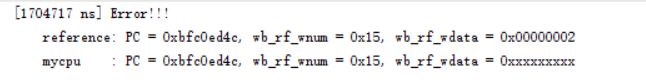 [1704717 ns] Error!!!
reference: PC = 0xbfc0ed4c, wb_rf_wnum = 0x15, wb_rf_wdata = 0x00000002
mycpu    : PC = 0xbfc0ed4c, wb_rf_wnum = 0x15, wb_rf_wdata = 0xxxxxxxxx